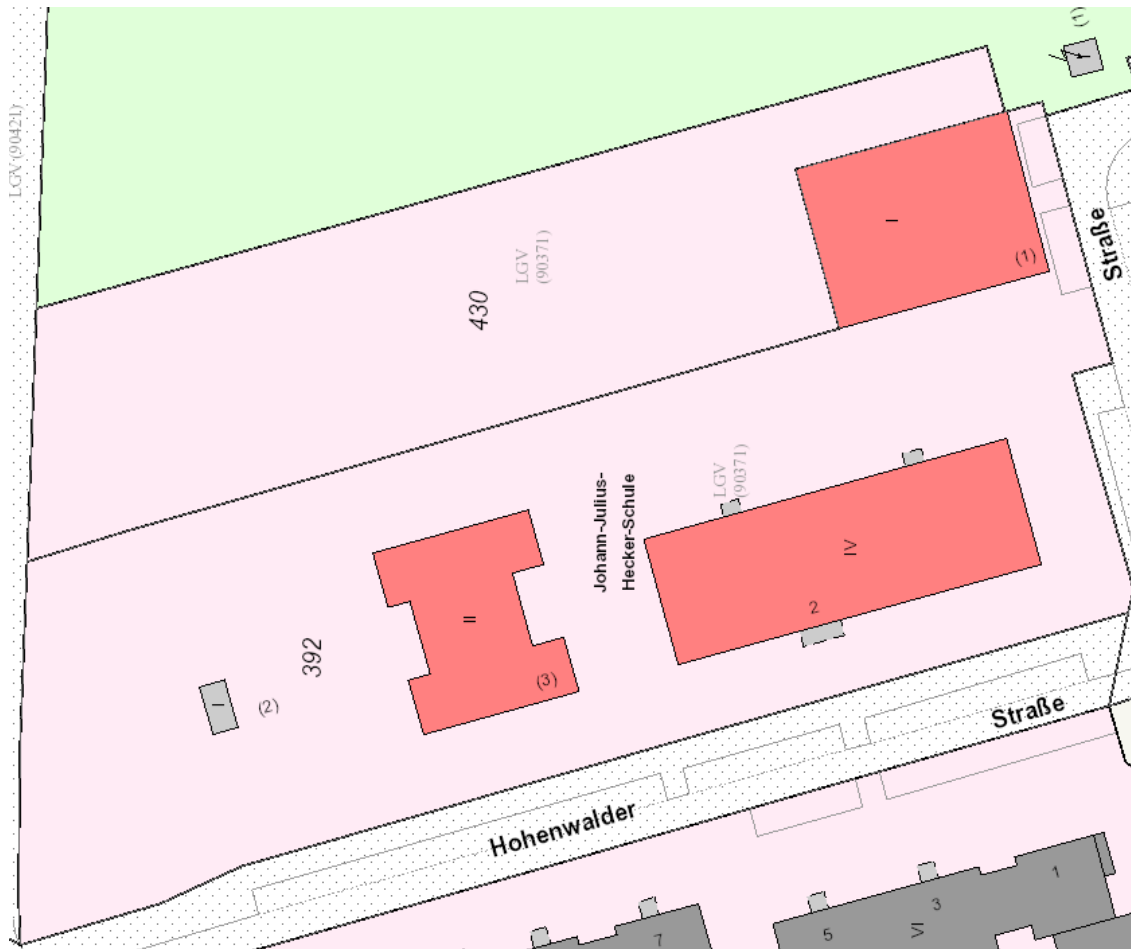 (1)
LGV (90421)
Straße
I
(1)
LGV
(90371)
430
LGV
(90371)
Johann-Julius-
Hecker-Schule
IV
2
II
(3)
392
I
(2)
Straße
Hohenwalder
1
3
5
VI
7